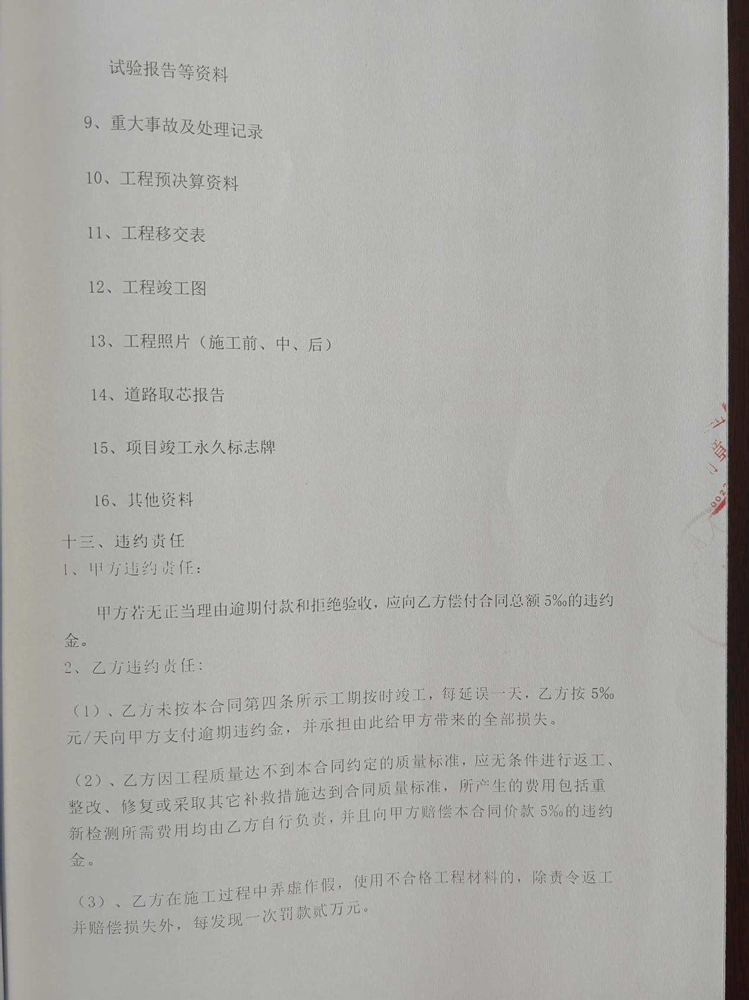 试验报告等资料
9、重大事故及处理记录
10、工程预决算资料
11、工程移交表
12、工程竣工图
13、工程照片（施工前、中、后）
14、道路取芯报告
15、项目竣工永久标志牌
16、其他资料
十三、违约责任
1、甲方违约责任：
甲方若无正当理由逾期付款和拒绝验收，应向乙方偿付合同总额 5‰的违约
金。
2、乙方违约责任：
（1）、乙方未按本合同第四条所示工期按时竣工，每延误一天，乙方按 5‰
元/天向甲方支付逾期违约金，并承担由此给甲方带来的全部损失。
（2）、乙方因工程质量达不到本合同约定的质量标准，应无条件进行返工、
整改、修复或采取其它补救措施达到合同质量标准，所产生的费用包括重
新检测所需费用均由乙方自行负责，并且向甲方赔偿本合同价款 5‰的违约
金。
（3）、乙方在施工过程中弄虚作假，使用不合格工程材料的，除责令返工
并赔偿损失外，每发现一次罚款贰万元。
章
0022